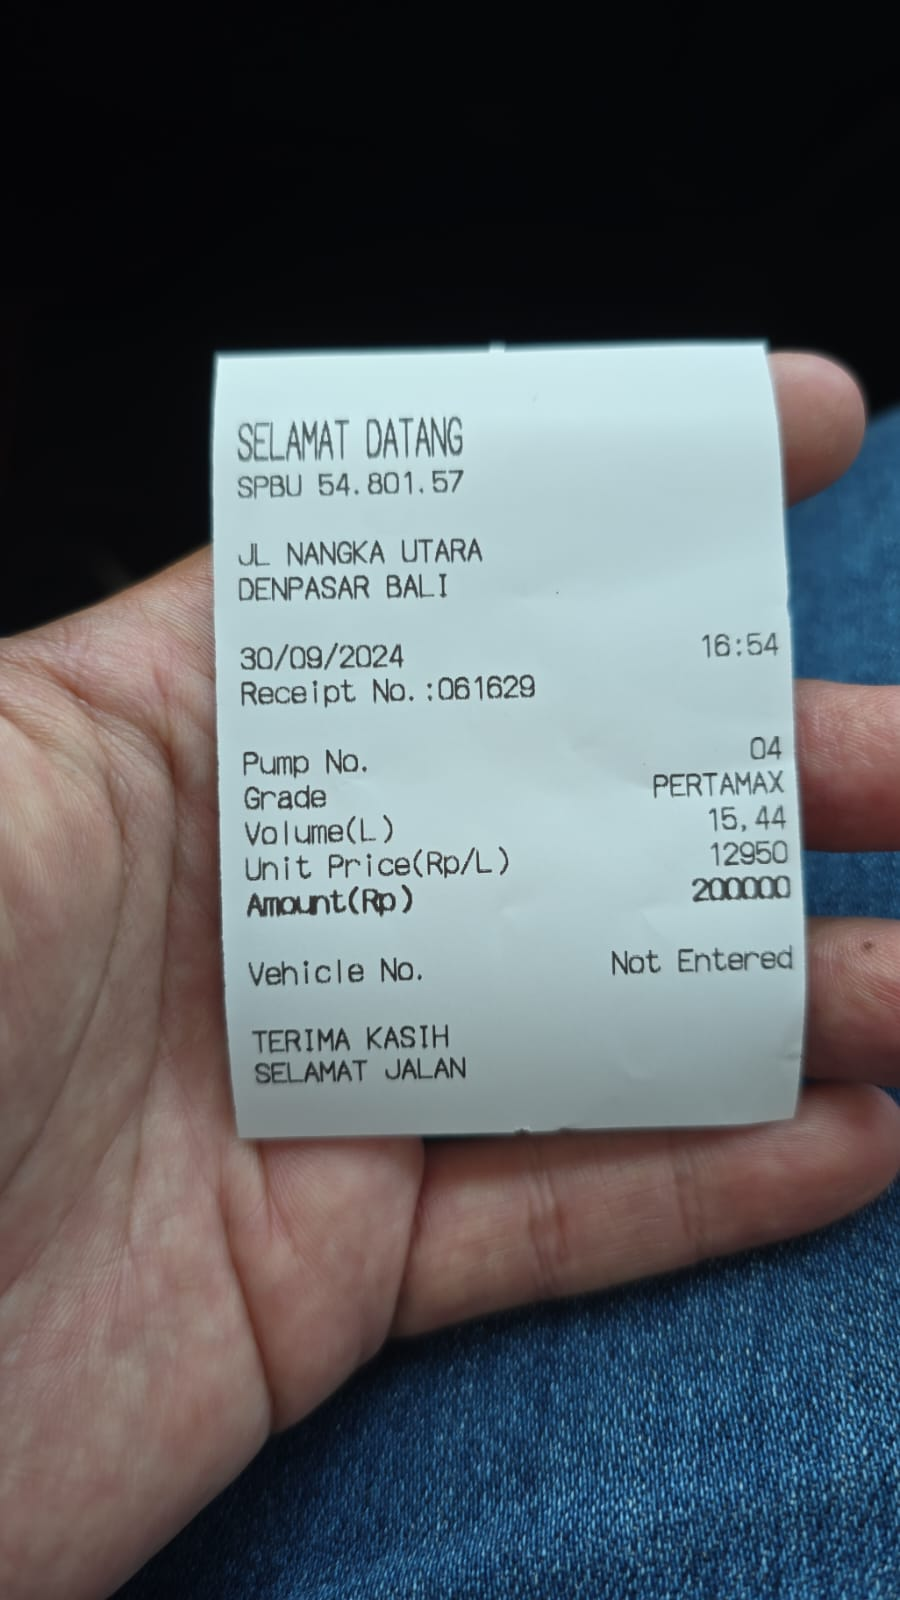 SELAMAT DATANG
SPBU 54.801.57
JL NANGKA UTARA
DENPASAR BALI
30/09/2024 16:54
Receipt No.:061629
Pump No. 04
Grade PERTAMAX
Volume(L) 15,44
Unit Price(Rp/L) 12950
Amount(Rp) 200000
Vehicle No. Not Entered
TERIMA KASIH
SELAMAT JALAN